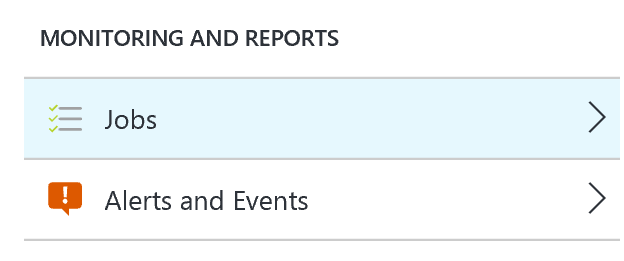 MONITORING AND REPORTS
Jobs
Alerts and Events